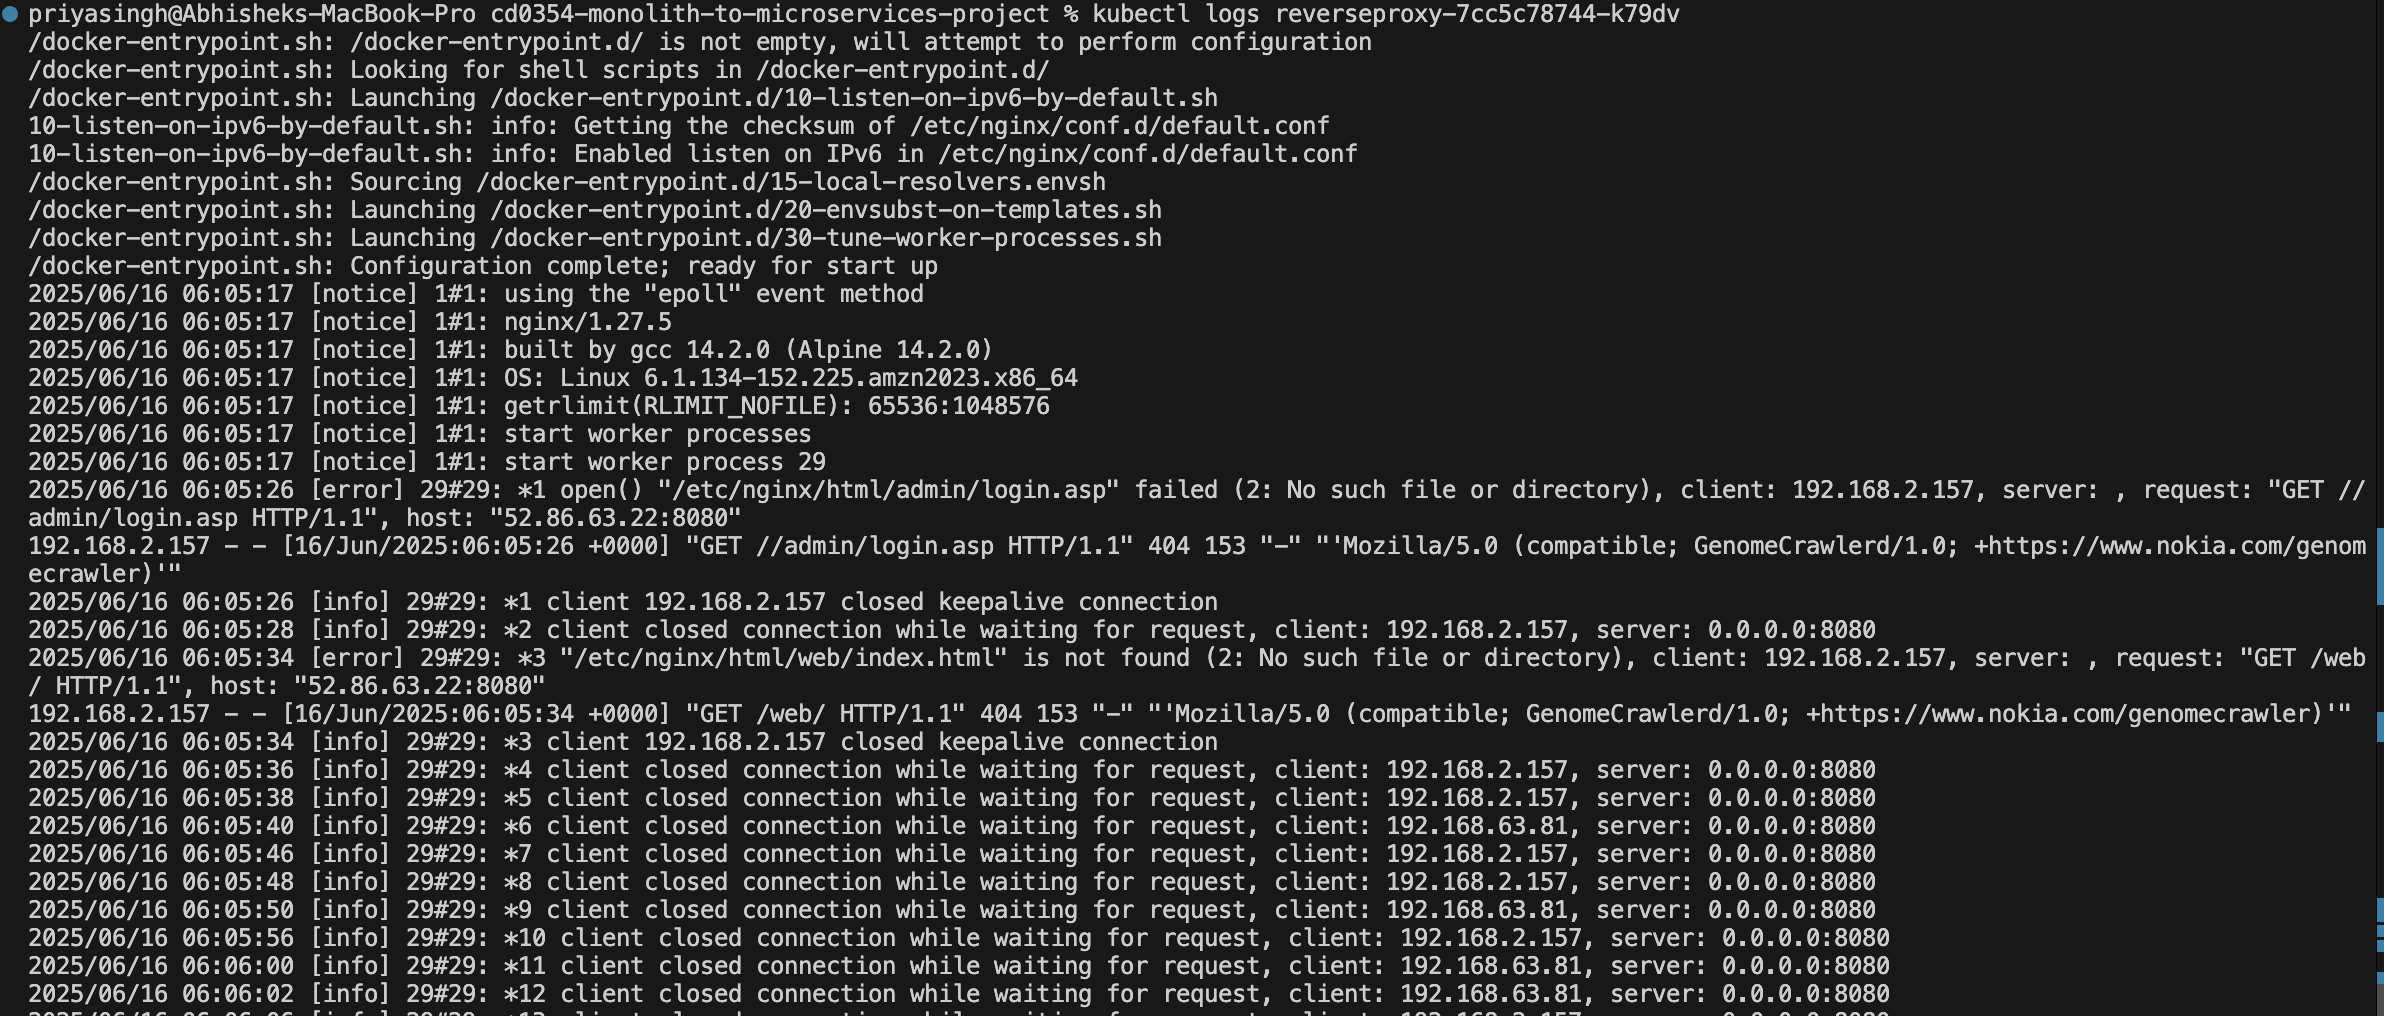 priyasingh@Abhisheks-MacBook-Pro cd0354-monolith-to-microservices-project % kubectl logs reverseproxy-7cc5c78744-k79dv
/docker-entrypoint.sh: /docker-entrypoint.d/ is not empty, will attempt to perform configuration
/docker-entrypoint.sh: Looking for shell scripts in /docker-entrypoint.d/
/docker-entrypoint.sh: Launching /docker-entrypoint.d/10-listen-on-ipv6-by-default.sh
10-listen-on-ipv6-by-default.sh: info: Getting the checksum of /etc/nginx/conf.d/default.conf
10-listen-on-ipv6-by-default.sh: info: Enabled listen on IPv6 in /etc/nginx/conf.d/default.conf
/docker-entrypoint.sh: Sourcing /docker-entrypoint.d/15-local-resolvers.envsh
/docker-entrypoint.sh: Launching /docker-entrypoint.d/20-envsubst-on-templates.sh
/docker-entrypoint.sh: Launching /docker-entrypoint.d/30-tune-worker-processes.sh
/docker-entrypoint.sh: Configuration complete; ready for start up
2025/06/16 06:05:17 [notice] 1#1: using the "epoll" event method
2025/06/16 06:05:17 [notice] 1#1: nginx/1.27.5
2025/06/16 06:05:17 [notice] 1#1: built by gcc 14.2.0 (Alpine 14.2.0)
2025/06/16 06:05:17 [notice] 1#1: OS: Linux 6.1.134-152.225.amzn2023.x86_64
2025/06/16 06:05:17 [notice] 1#1: getrlimit(RLIMIT_NOFILE): 65536:1048576
2025/06/16 06:05:17 [notice] 1#1: start worker processes
2025/06/16 06:05:17 [notice] 1#1: start worker process 29
2025/06/16 06:05:26 [error] 29#29: *1 open() "/etc/nginx/html/admin/login.asp" failed (2: No such file or directory), client: 192.168.2.157, server: , request: "GET //
admin/login.asp HTTP/1.1", host: "52.86.63.22:8080"
192.168.2.157 - - [16/Jun/2025:06:05:26 +0000] "GET //admin/login.asp HTTP/1.1" 404 153 "-" "'Mozilla/5.0 (compatible; GenomeCrawlerd/1.0; +https://www.nokia.com/genom
ecrawler)'"
2025/06/16 06:05:26 [info] 29#29: *1 client 192.168.2.157 closed keepalive connection
2025/06/16 06:05:28 [info] 29#29: *2 client closed connection while waiting for request, client: 192.168.2.157, server: 0.0.0.0:8080
2025/06/16 06:05:34 [error] 29#29: *3 "/etc/nginx/html/web/index.html" is not found (2: No such file or directory), client: 192.168.2.157, server: , request: "GET /web
/ HTTP/1.1", host: "52.86.63.22:8080"
192.168.2.157 - - [16/Jun/2025:06:05:34 +0000] "GET /web/ HTTP/1.1" 404 153 "-" "'Mozilla/5.0 (compatible; GenomeCrawlerd/1.0; +https://www.nokia.com/genomecrawler)'"
2025/06/16 06:05:34 [info] 29#29: *3 client 192.168.2.157 closed keepalive connection
2025/06/16 06:05:36 [info] 29#29: *4 client closed connection while waiting for request, client: 192.168.2.157, server: 0.0.0.0:8080
2025/06/16 06:05:38 [info] 29#29: *5 client closed connection while waiting for request, client: 192.168.2.157, server: 0.0.0.0:8080
2025/06/16 06:05:40 [info] 29#29: *6 client closed connection while waiting for request, client: 192.168.63.81, server: 0.0.0.0:8080
2025/06/16 06:05:46 [info] 29#29: *7 client closed connection while waiting for request, client: 192.168.2.157, server: 0.0.0.0:8080
2025/06/16 06:05:48 [info] 29#29: *8 client closed connection while waiting for request, client: 192.168.2.157, server: 0.0.0.0:8080
2025/06/16 06:05:50 [info] 29#29: *9 client closed connection while waiting for request, client: 192.168.63.81, server: 0.0.0.0:8080
2025/06/16 06:05:56 [info] 29#29: *10 client closed connection while waiting for request, client: 192.168.2.157, server: 0.0.0.0:8080
2025/06/16 06:06:00 [info] 29#29: *11 client closed connection while waiting for request, client: 192.168.63.81, server: 0.0.0.0:8080
2025/06/16 06:06:02 [info] 29#29: *12 client closed connection while waiting for request, client: 192.168.63.81, server: 0.0.0.0:8080